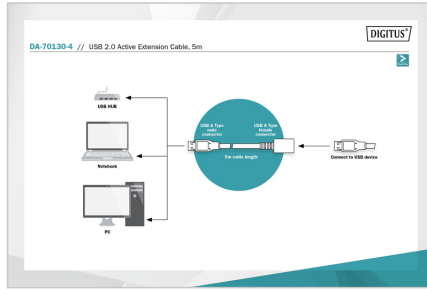 DIGITUS®
DA-70130-4 // USB 2.0 Active Extension Cable, 5m
USB HUB
USB A Type
male
connector
USB A Type
female
connector
5m cable length
Notebook
Connect to USB device
PC